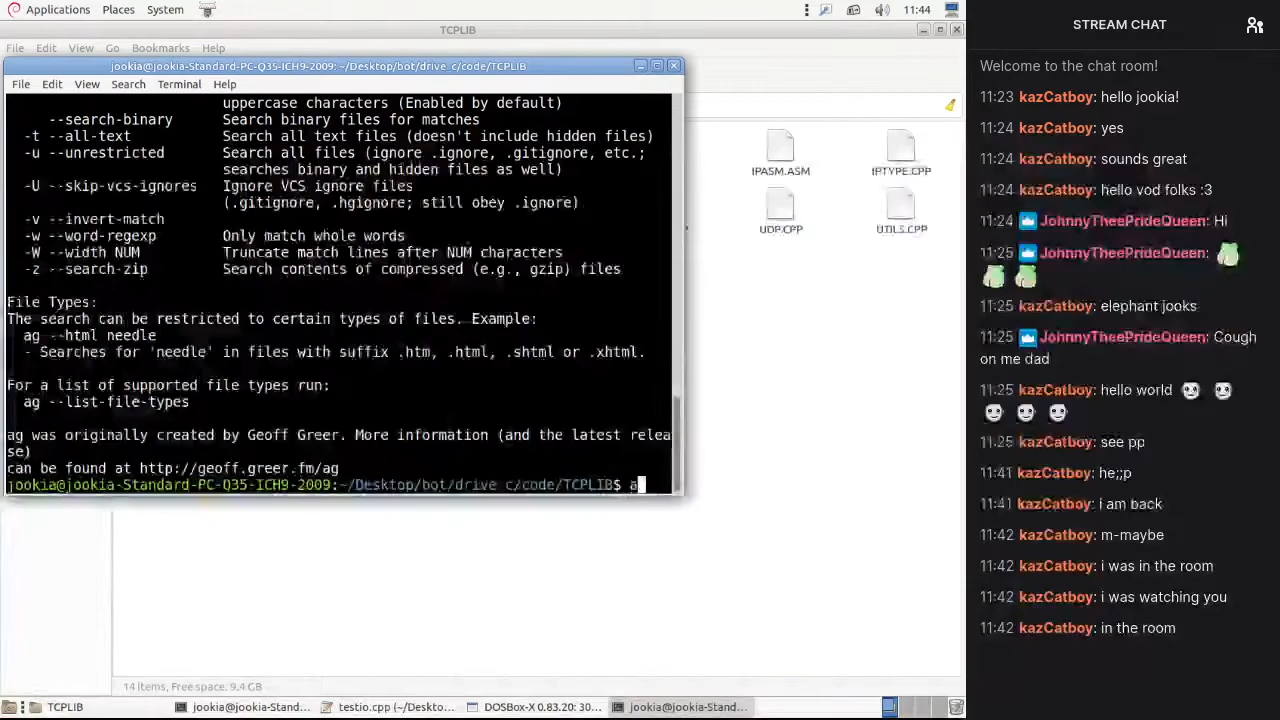 Applications Places System 11:44
TCPLIB
File Edit View Go Bookmarks Help
jookia@jookia-Standard-PC-Q35-ICH9-2009: ~/Desktop/bot/drive_c/code/TCPLIB
File Edit View Search Terminal Help
uppercase characters (Enabled by default)
--search-binary Search binary files for matches
-t --all-text Search all text files (doesn't include hidden files)
-u --unrestricted Search all files (ignore .ignore, .gitignore, etc.;
searches binary and hidden files as well)
-U --skip-vcs-ignores Ignore VCS ignore files
(.gitignore, .hgignore; still obey .ignore)
-v --invert-match
-w --word-regexp Only match whole words
-W --width NUM Truncate match lines after NUM characters
-z --search-zip Search contents of compressed (e.g., gzip) files
File Types:
The search can be restricted to certain types of files. Example:
ag --html needle
- Searches for 'needle' in files with suffix .htm, .html, .shtml or .xhtml.
For a list of supported file types run:
ag --list-file-types
ag was originally created by Geoff Greer. More information (and the latest relea
se)
can be found at http://geoff.greer.fm/ag
jookia@jookia-Standard-PC-Q35-ICH9-2009:~/Desktop/bot/drive_c/code/TCPLIB$ a
IPASM.ASM IPTYPE.CPP
UDP.CPP UTILS.CPP
14 items, Free space: 9.4 GB
TCPLIB jookia@jookia-Stand... testio.cpp (~/Deskto... DOSBox-X 0.83.20: 30... jookia@jookia-Stand...
STREAM CHAT
Welcome to the chat room!
11:23 kazCatboy: hello jookia!
11:24 kazCatboy: yes
11:24 kazCatboy: sounds great
11:24 kazCatboy: hello vod folks :3
11:24 JohnnyTheePrideQueen: Hi
11:25 JohnnyTheePrideQueen:
11:25 kazCatboy: elephant jooks
11:25 JohnnyTheePrideQueen: Cough
on me dad
11:25 kazCatboy: hello world
11:25 kazCatboy: see pp
11:41 kazCatboy: he;;p
11:41 kazCatboy: i am back
11:42 kazCatboy: m-maybe
11:42 kazCatboy: i was in the room
11:42 kazCatboy: i was watching you
11:42 kazCatboy: in the room